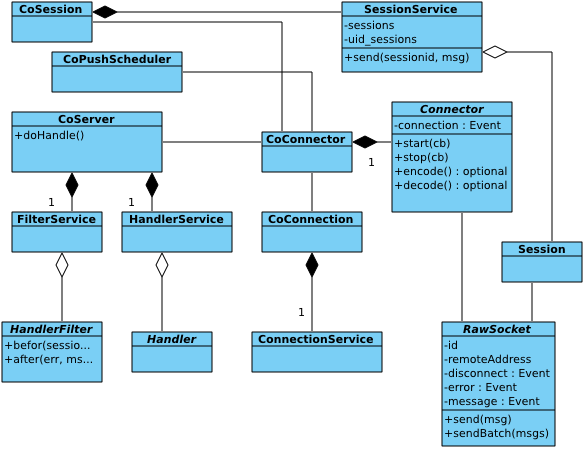 CoSession
SessionService
-sessions
-uid_sessions
+send(sessionid, msg)
CoPushScheduler
CoServer
+doHandle()
CoConnector
1
Connector
-connection : Event
+start(cb)
+stop(cb)
+encode() : optional
+decode() : optional
1
1
FilterService
HandlerService
CoConnection
Session
1
HandlerFilter
+befor(sessio...
+after(err, ms...
Handler
ConnectionService
RawSocket
-id
-remoteAddress
-disconnect : Event
-error : Event
-message : Event
+send(msg)
+sendBatch(msgs)